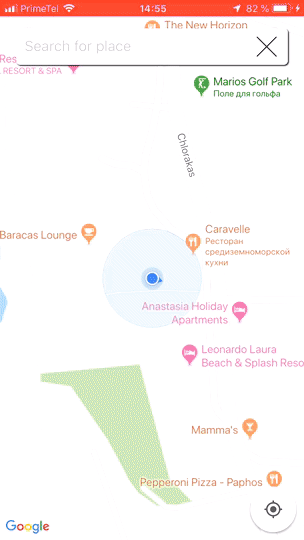 PrimeTel 14:55 82 %
The New Horizon
Search for place
RESORT & SPA
Marios Golf Park
Поле для гольфа
Chlorakas
Caravelle
Ресторан
средиземноморской
кухни
Baracas Lounge
Anastasia Holiday
Apartments
Leonardo Laura
Beach & Splash Reso
Mamma's
Pepperoni Pizza - Paphos
Google